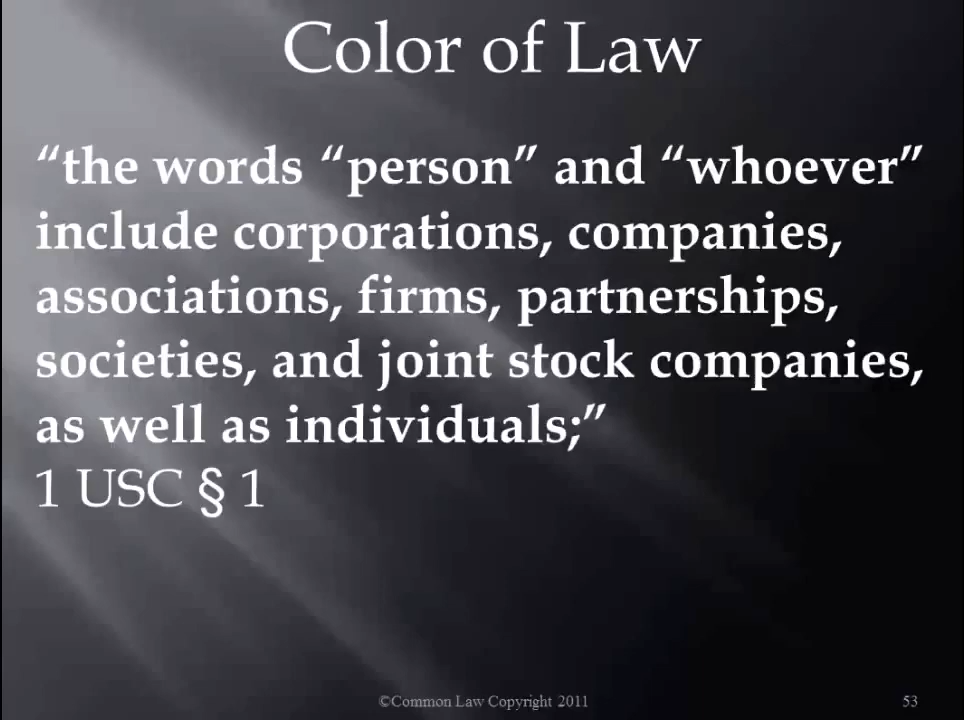 Color of Law
“the words “person” and “whoever”
include corporations, companies,
associations, firms, partnerships,
societies, and joint stock companies,
as well as individuals;”
1 USC § 1
©Common Law Copyright 2011
53